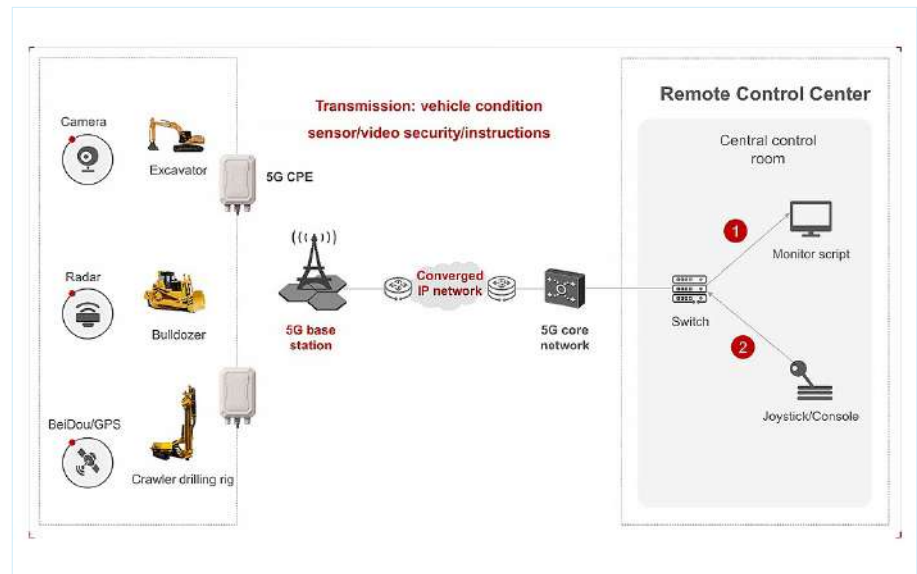 Transmission: vehicle condition
sensor/video security/instructions
Camera
Excavator
5G CPE
Radar
Bulldozer
BeiDou/GPS
Crawler drilling rig
5G base
station
Converged
IP network
5G core
network
Remote Control Center
Central control
room
1
Monitor script
Switch
2
Joystick/Console